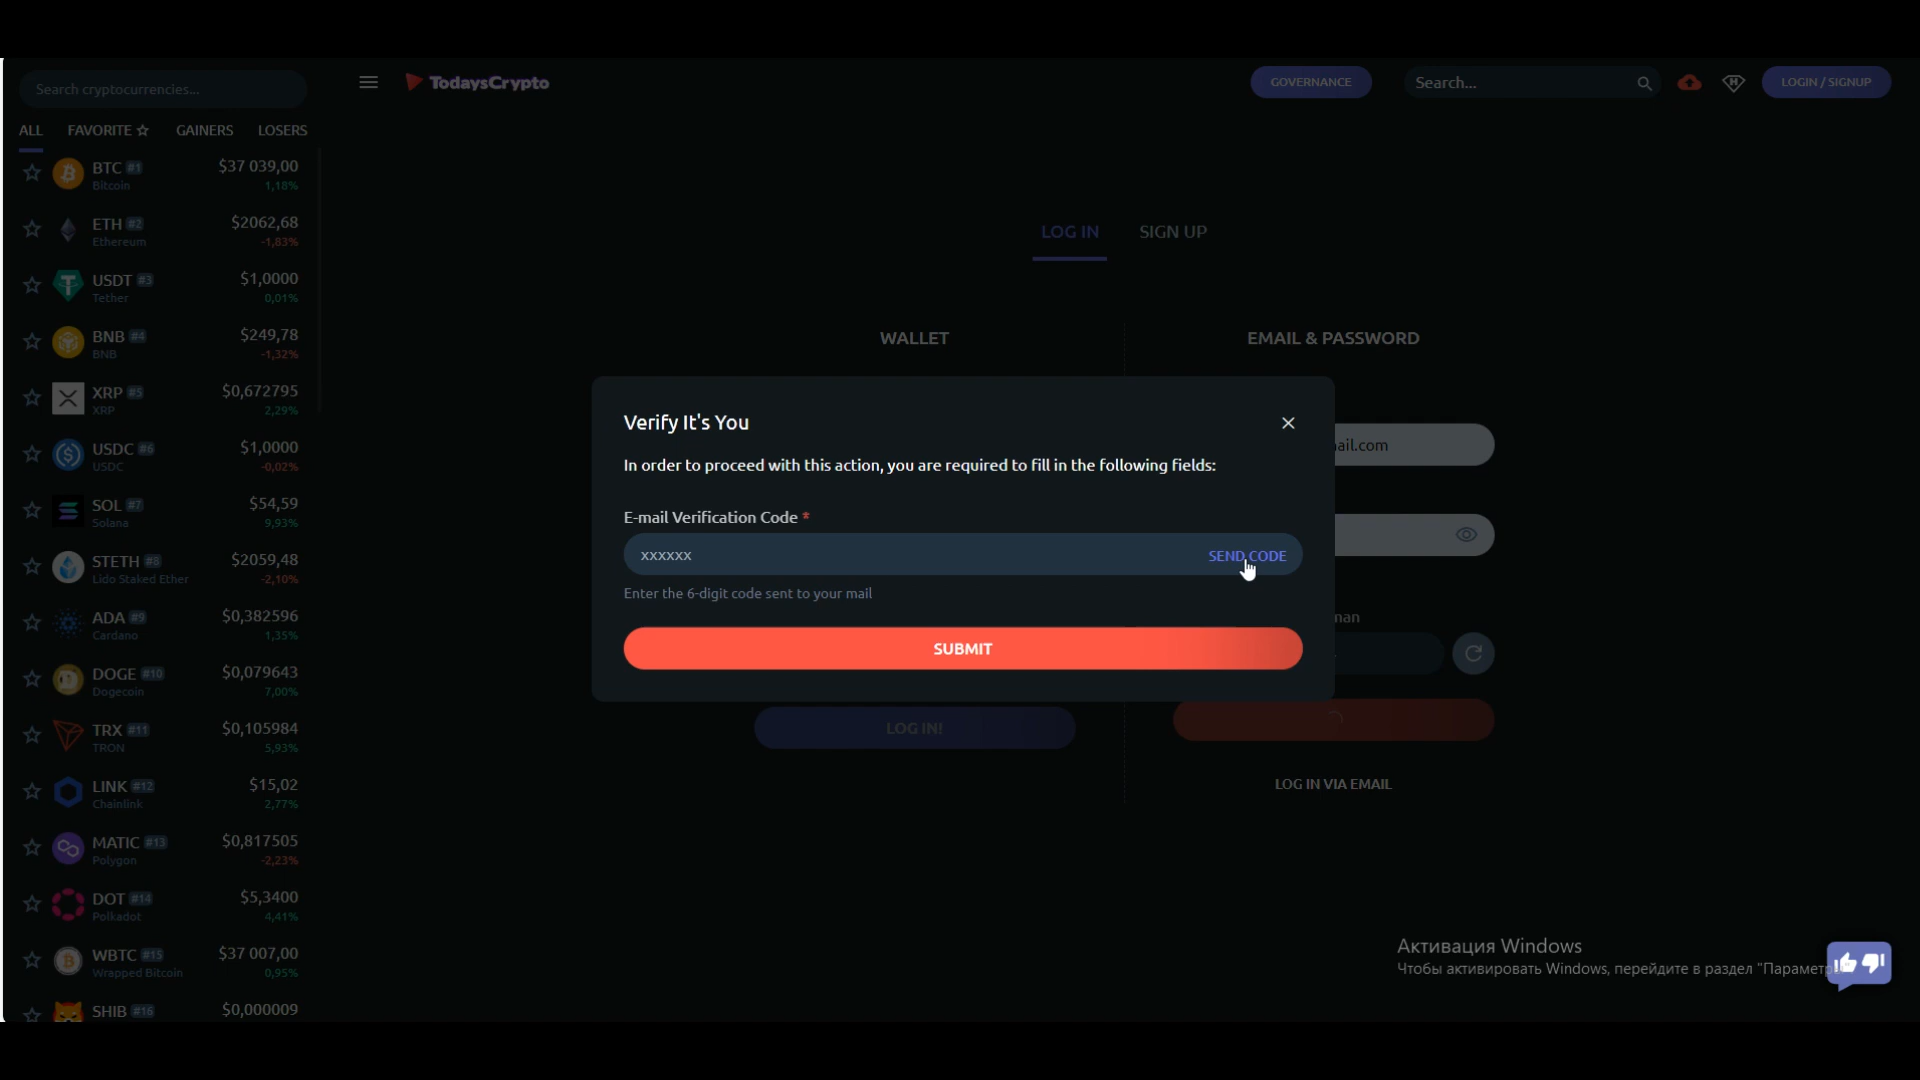 Search cryptocurrencies...
TodaysCrypto
GOVERNANCE
Search...
LOGIN / SIGNUP
ALL FAVORITE GAINERS LOSERS
BTC #1 $37 039,00
Bitcoin 1,18%
ETH #2 $2062,68
Ethereum -1,83%
USDT #3 $1,0000
Tether 0,01%
BNB #4 $249,78
BNB -1,32%
XRP #5 $0,672795
XRP 2,29%
USDC #6 $1,0000
USDC -0,02%
SOL #7 $54,59
Solana 9,93%
STETH #8 $2059,48
Lido Staked Ether -2,10%
ADA #9 $0,382596
Cardano 1,35%
DOGE #10 $0,079643
Dogecoin 7,00%
TRX #11 $0,105984
TRON 5,93%
LINK #12 $15,02
Chainlink 2,77%
MATIC #13 $0,817505
Polygon -2,23%
DOT #14 $5,3400
Polkadot 4,41%
WBTC #15 $37 007,00
Wrapped Bitcoin 0,95%
SHIB #16 $0,000009
LOG IN SIGN UP
WALLET
EMAIL & PASSWORD
Verify It's You
In order to proceed with this action, you are required to fill in the following fields:
E-mail Verification Code *
xxxxxx SEND CODE
Enter the 6-digit code sent to your mail
SUBMIT
ail.com
nan
LOG IN!
LOG IN VIA EMAIL
Активация Windows
Чтобы активировать Windows, перейдите в раздел "Параметр